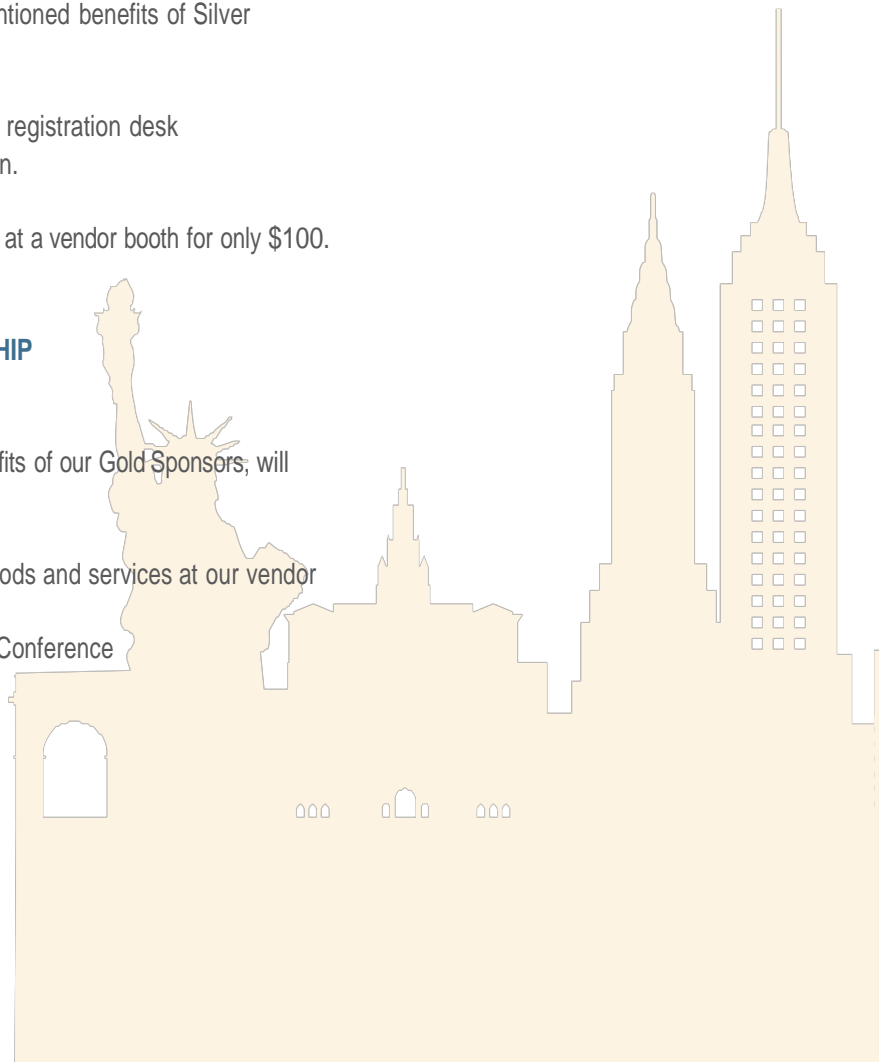 ntioned benefits of Silver
registration desk
n.
at a vendor booth for only $100.
HIP
fits of our Gold Sponsors, will
ods and services at our vendor
Conference